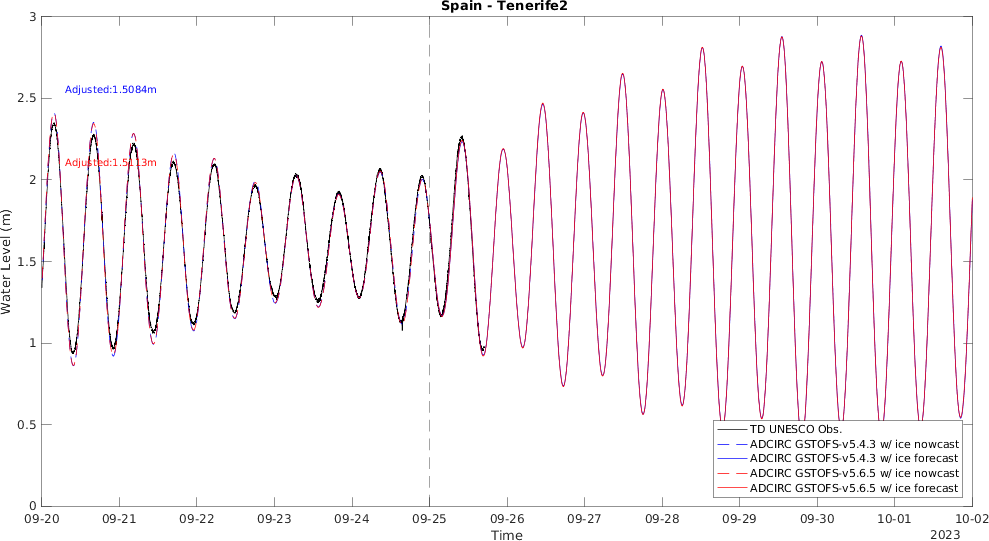 Spain - Tenerife2
3
2.5
2
1.5
1
0.5
0
Water Level (m)
Adjusted:1.5084m
Adjusted:1.5113m
TD UNESCO Obs.
ADCIRC GSTOFS-v5.4.3 w/ ice nowcast
ADCIRC GSTOFS-v5.4.3 w/ ice forecast
ADCIRC GSTOFS-v5.6.5 w/ ice nowcast
ADCIRC GSTOFS-v5.6.5 w/ ice forecast
09-20 09-21 09-22 09-23 09-24 09-25 09-26 09-27 09-28 09-29 09-30 10-01 10-02
Time
2023